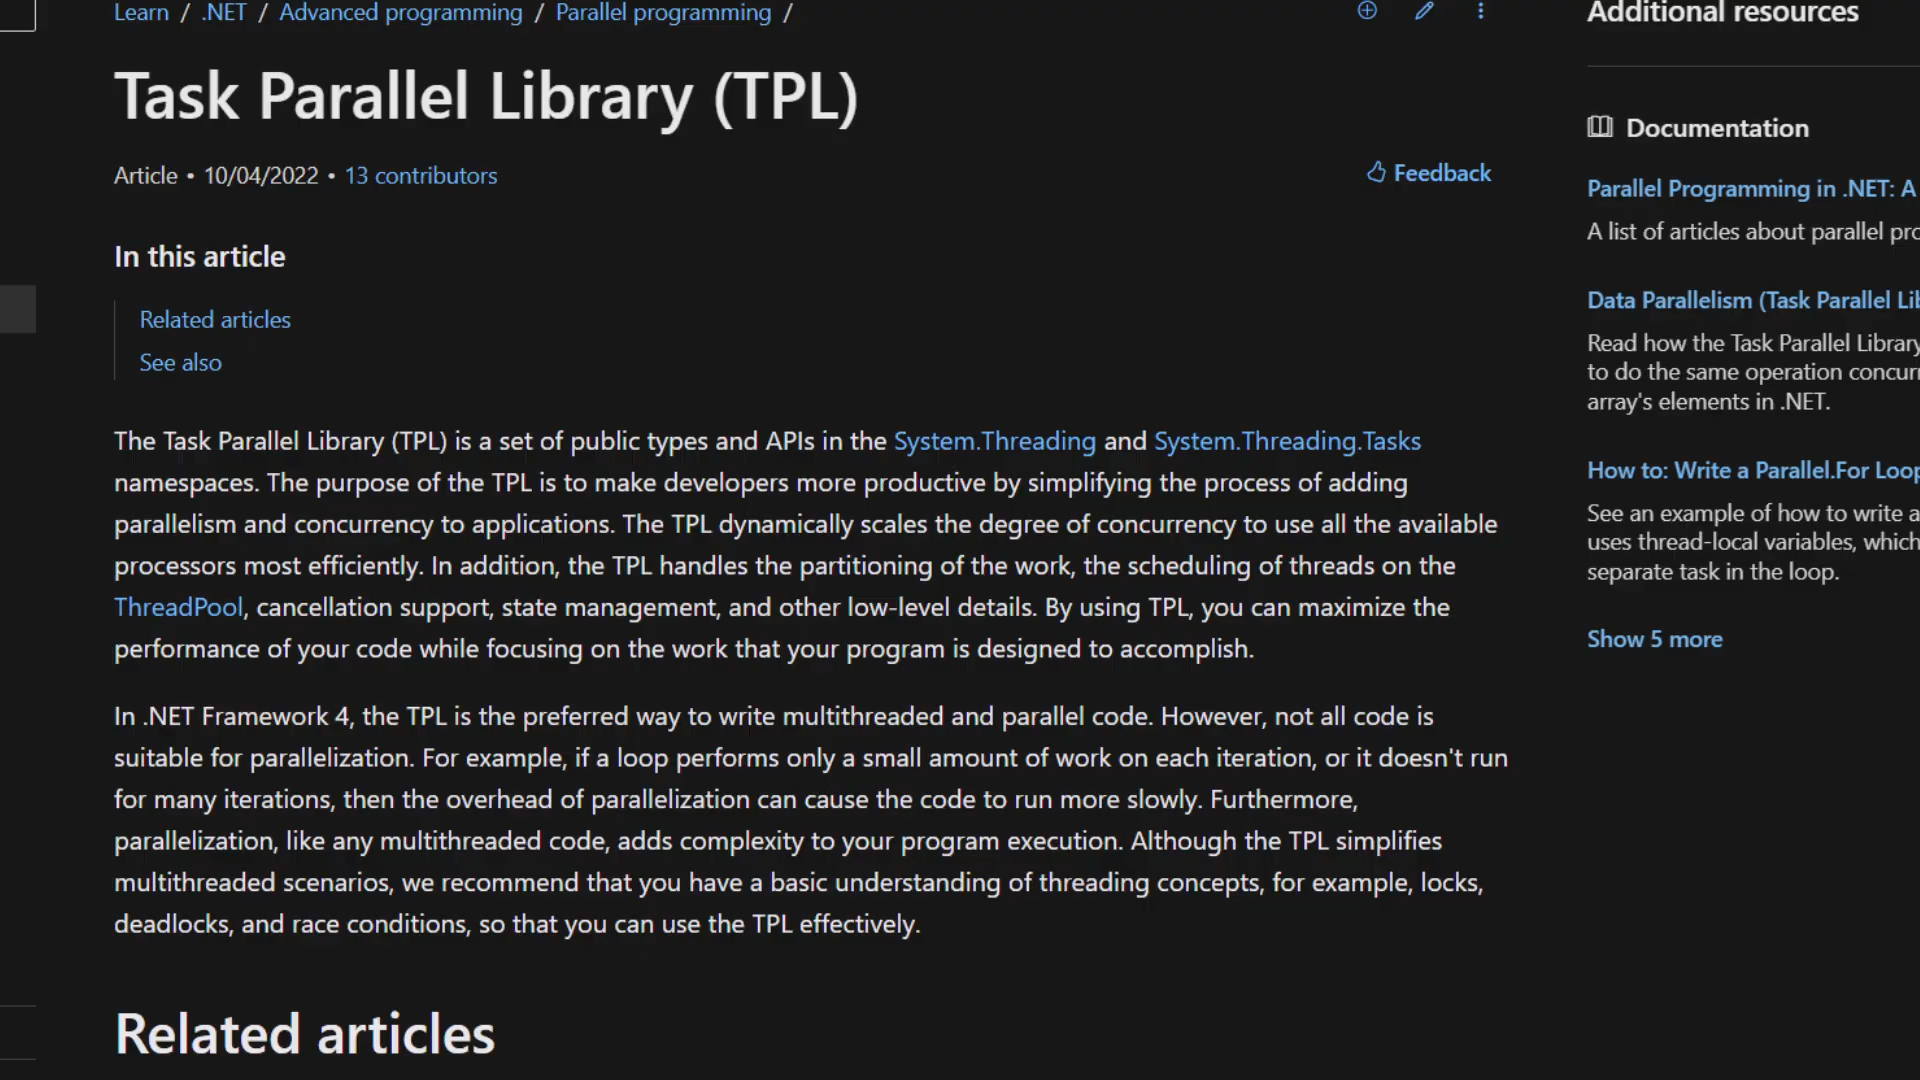 Learn / .NET / Advanced programming / Parallel programming /
Task Parallel Library (TPL)
Article • 10/04/2022 • 13 contributors
Feedback
In this article
Related articles
See also
The Task Parallel Library (TPL) is a set of public types and APIs in the System.Threading and System.Threading.Tasks
namespaces. The purpose of the TPL is to make developers more productive by simplifying the process of adding
parallelism and concurrency to applications. The TPL dynamically scales the degree of concurrency to use all the available
processors most efficiently. In addition, the TPL handles the partitioning of the work, the scheduling of threads on the
ThreadPool, cancellation support, state management, and other low-level details. By using TPL, you can maximize the
performance of your code while focusing on the work that your program is designed to accomplish.
In .NET Framework 4, the TPL is the preferred way to write multithreaded and parallel code. However, not all code is
suitable for parallelization. For example, if a loop performs only a small amount of work on each iteration, or it doesn't run
for many iterations, then the overhead of parallelization can cause the code to run more slowly. Furthermore,
parallelization, like any multithreaded code, adds complexity to your program execution. Although the TPL simplifies
multithreaded scenarios, we recommend that you have a basic understanding of threading concepts, for example, locks,
deadlocks, and race conditions, so that you can use the TPL effectively.
Related articles
Additional resources
Documentation
Parallel Programming in .NET: A
A list of articles about parallel pro
Data Parallelism (Task Parallel Lib
Read how the Task Parallel Library
to do the same operation concurr
array's elements in .NET.
How to: Write a Parallel.For Loop
See an example of how to write a
uses thread-local variables, which
separate task in the loop.
Show 5 more